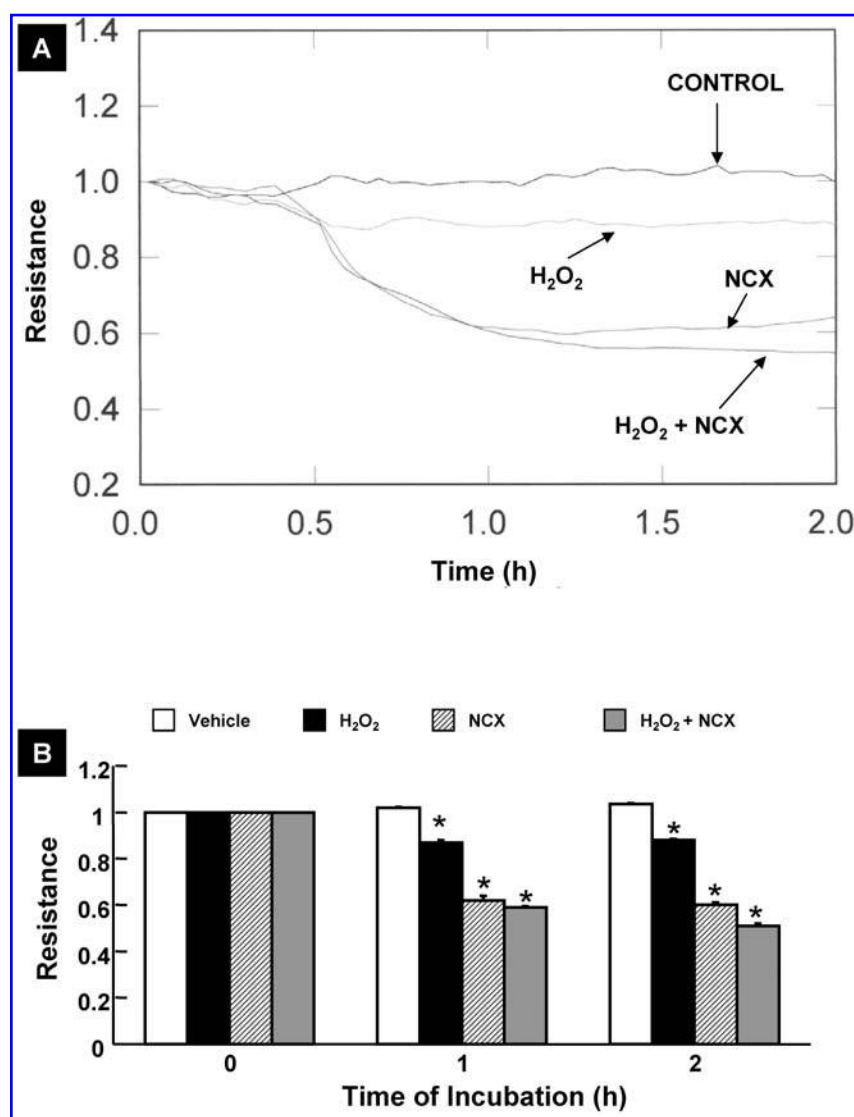 A
1.4
1.2
1.0
0.8
0.6
0.4
0.2
Resistance
CONTROL
H₂O₂
NCX
H₂O₂ + NCX
0.0 0.5 1.0 1.5 2.0
Time (h)
Vehicle H₂O₂ NCX H₂O₂ + NCX
B
1.2
1
0.8
0.6
0.4
0.2
0
Resistance
* * *
* * *
0 1 2
Time of Incubation (h)